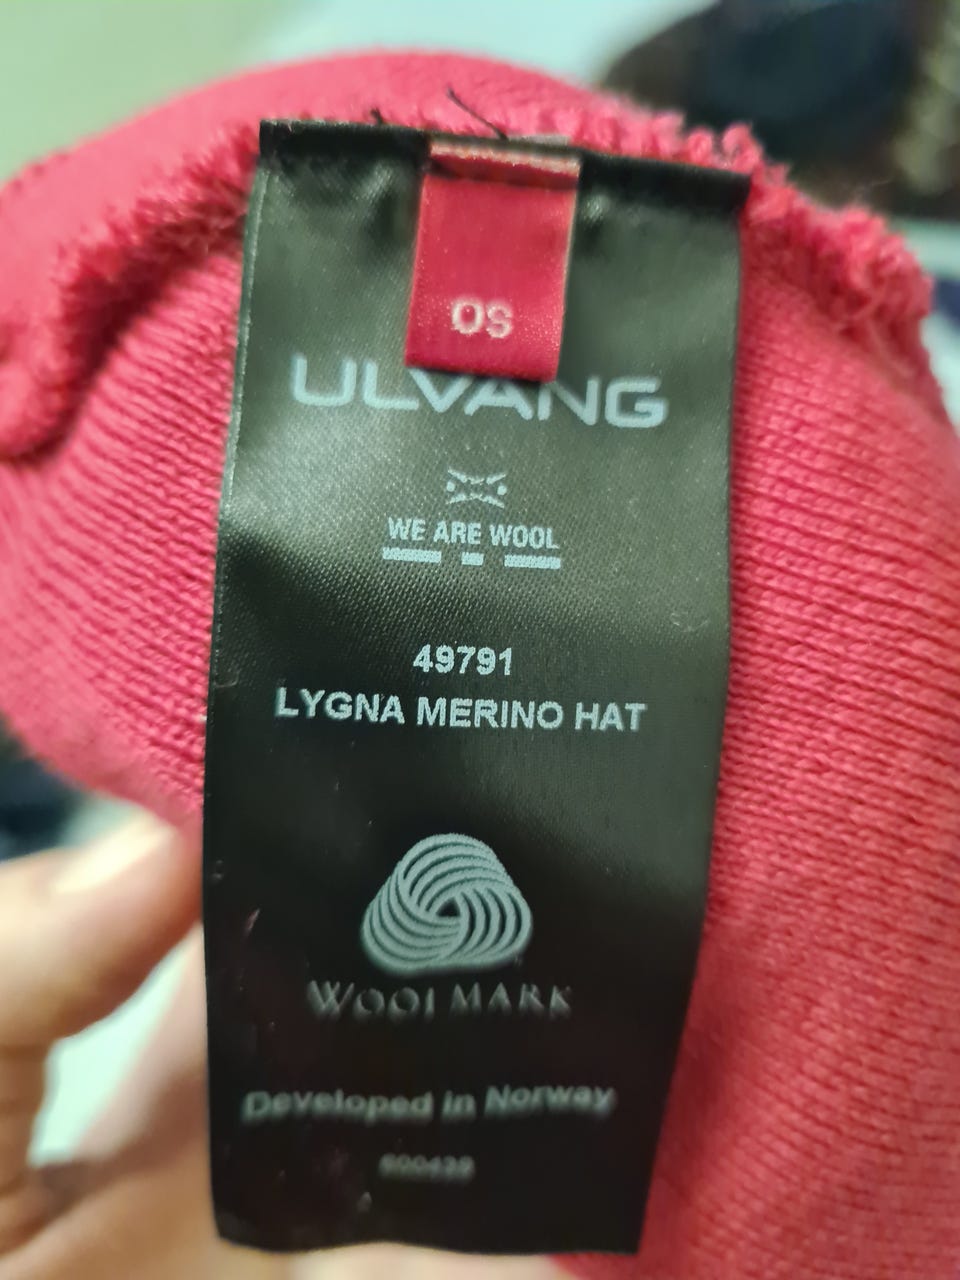 OS
ULVANG
WE ARE WOOL
49791
LYGNA MERINO HAT
WOOLMARK
Developed in Norway